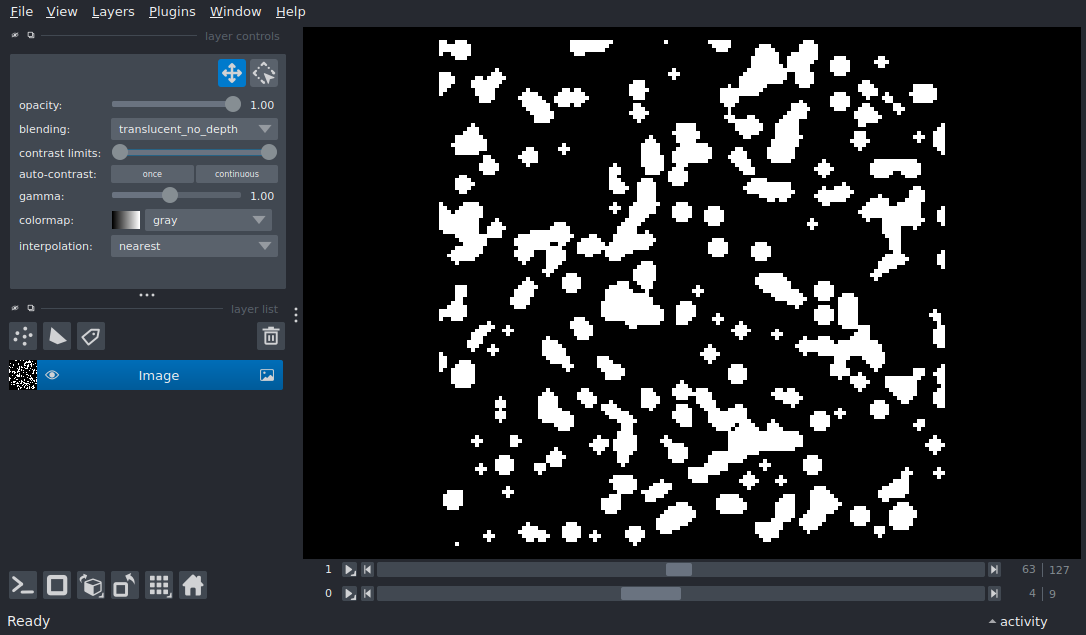 File View Layers Plugins Window Help
layer controls
opacity: 1.00
blending: translucent_no_depth
contrast limits:
auto-contrast: once continuous
gamma: 1.00
colormap: gray
interpolation: nearest
layer list
Image
1 63 127
0 4 9
Ready activity